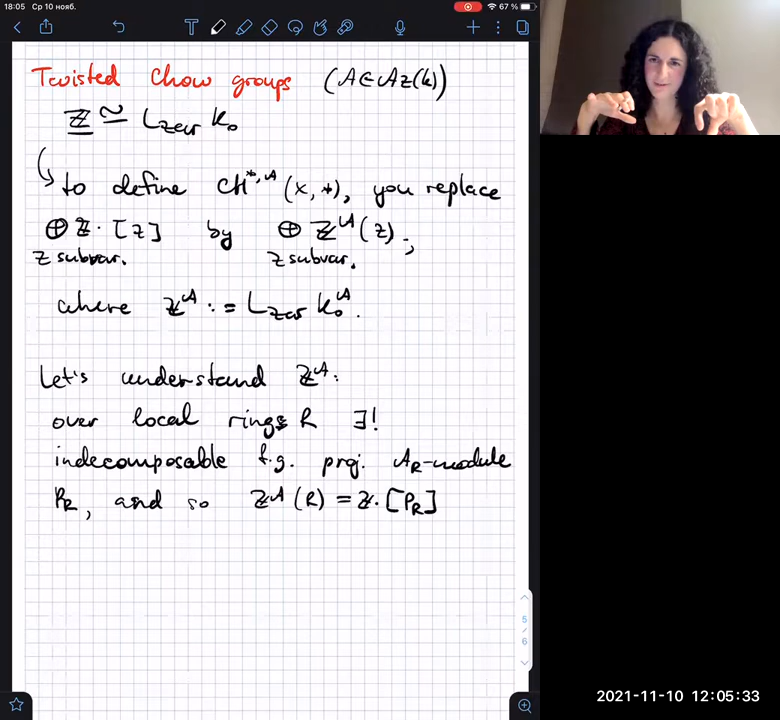 18:05 Ср 10 нояб.
67 %
Twisted Chow groups (A∈Az(k))
ℤ ≅ L_zar K_0
↳ to define CH^{*,A}(X,*), you replace
⊕ ℤ·[z] by ⊕ ℤ^A(z),
z subvar. z subvar.
where ℤ^A := L_zar K_0^A.
Let's understand ℤ^A:
over local rings R ∃!
indecomposable f.g. proj. A_R-module
P_R, and so ℤ^A(R) = ℤ·[P_R]
5
/
6
2021-11-10 12:05:33